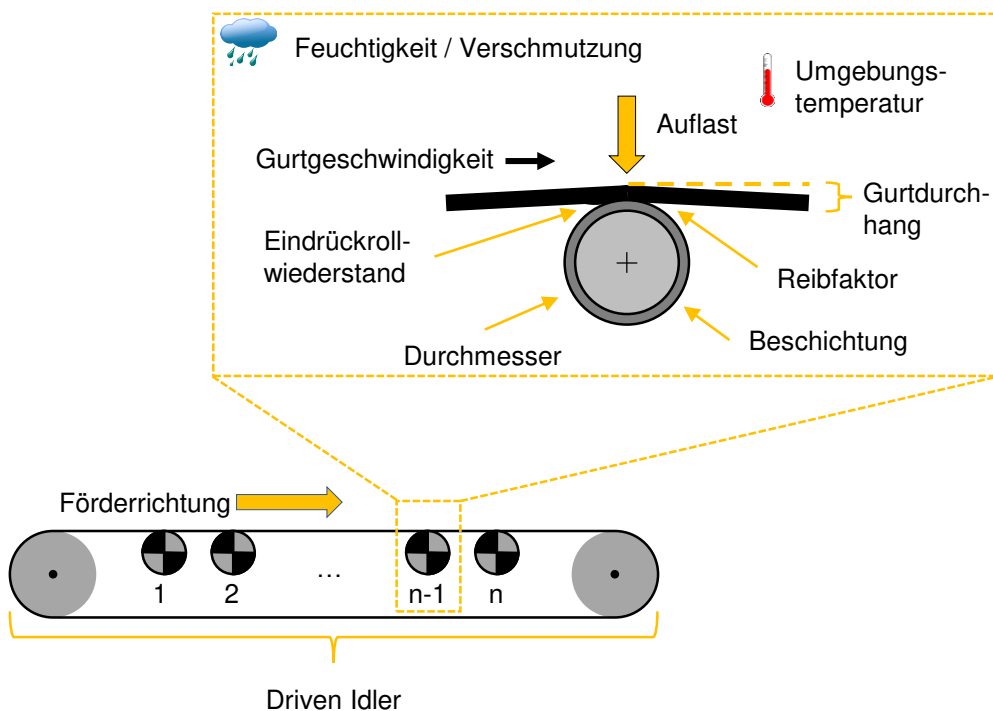 Feuchtigkeit / Verschmutzung
Umgebungs-
temperatur
Auflast
Gurtgeschwindigkeit
Gurtdurch-
hang
Eindrückroll-
wiederstand
Reibfaktor
Durchmesser
Beschichtung
Förderrichtung
1 2 ... n-1 n
Driven Idler